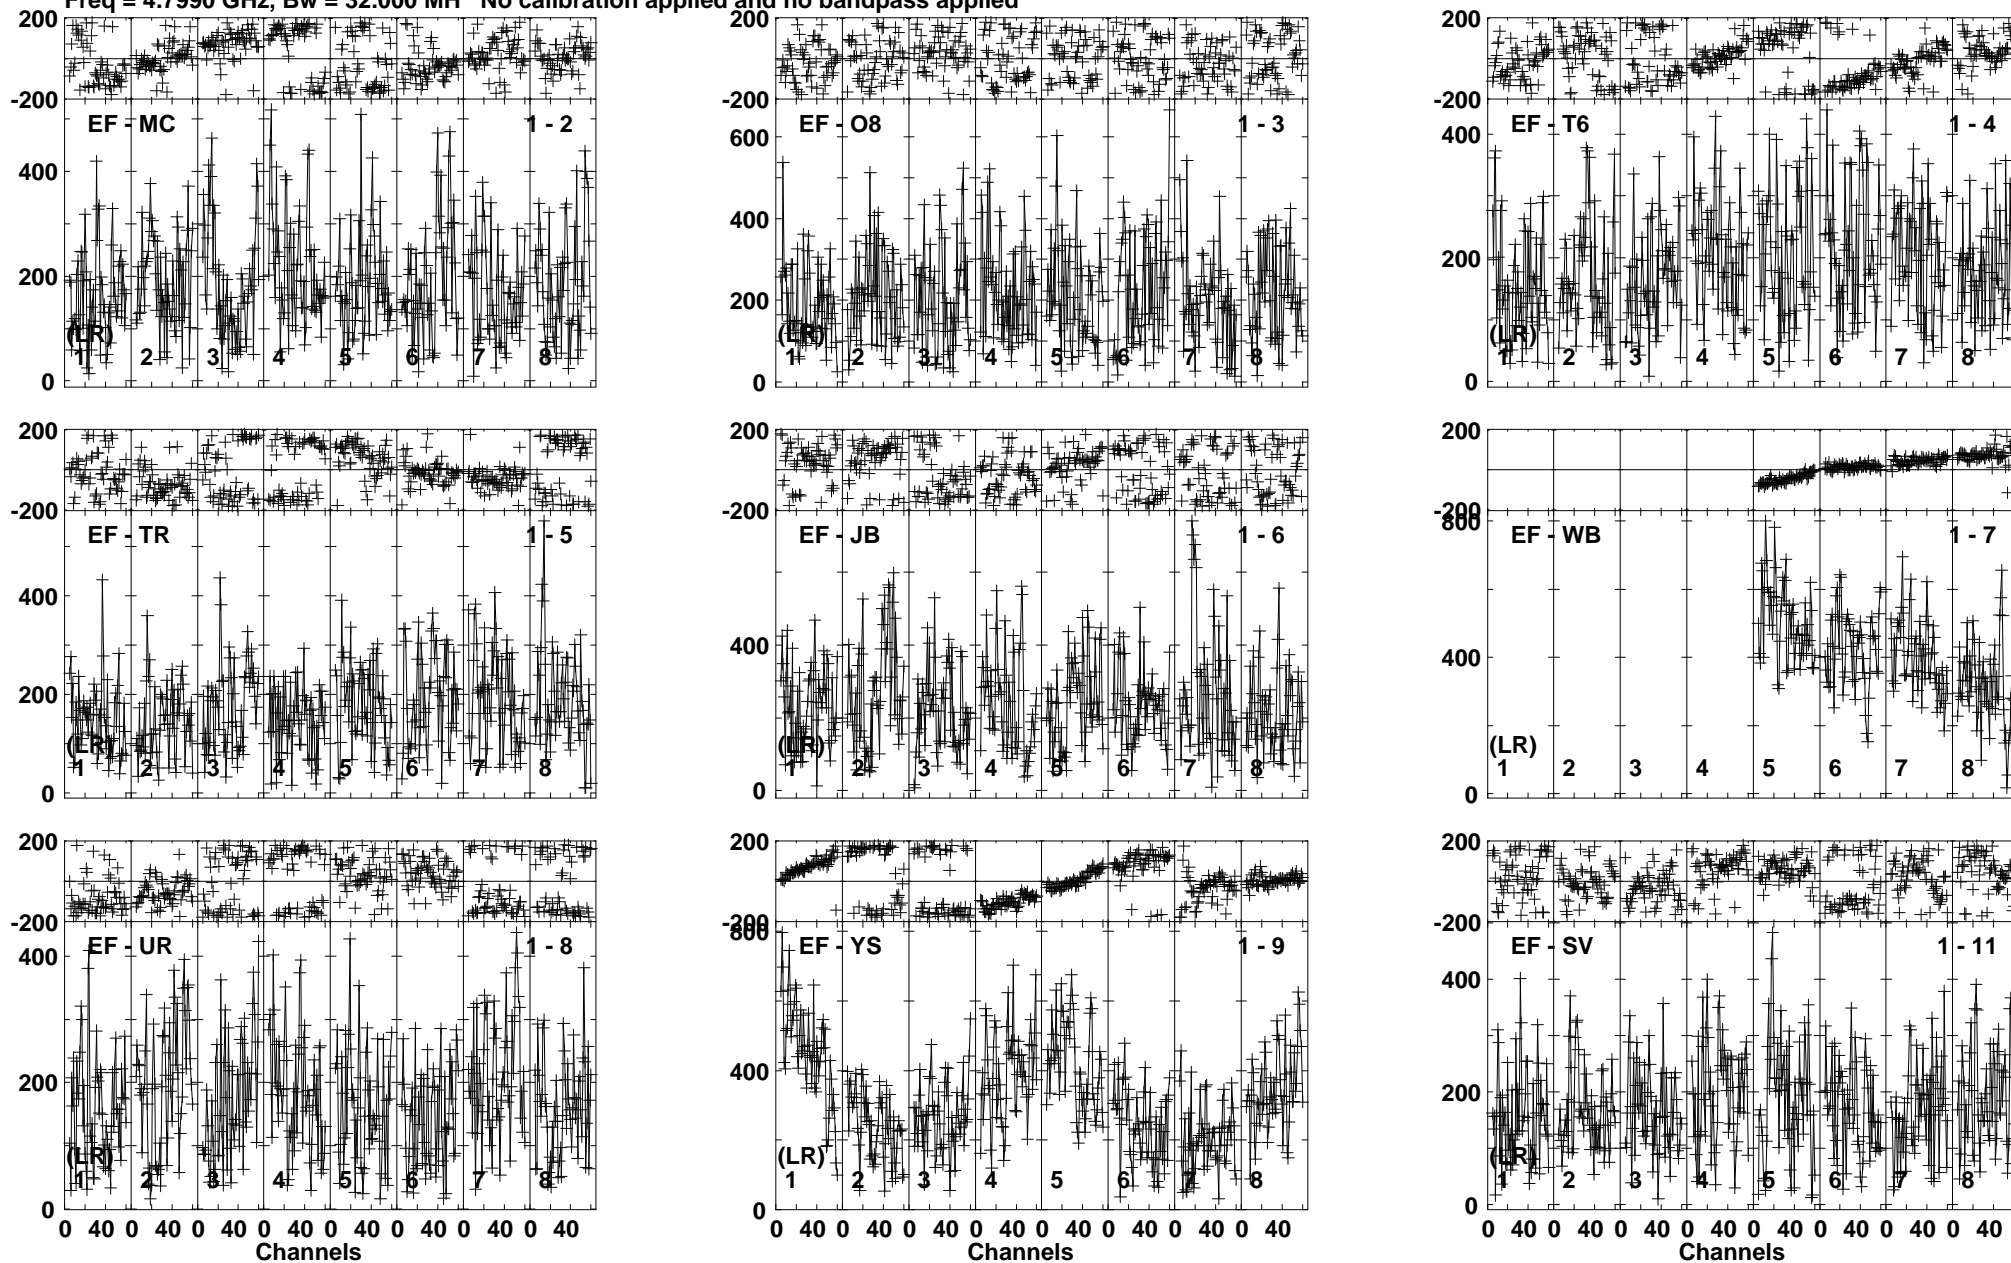 Freq = 4.7990 GHz, Bw = 32.000 MH No calibration applied and no bandpass applied
200
-200
EF - MC 1 - 2
400
200
0
(LR)
1 2 3 4 5 6 7 8
200
-200
EF - O8 1 - 3
600
400
200
0
(LR)
1 2 3 4 5 6 7 8
200
-200
EF - T6 1 - 4
400
200
0
(LR)
1 2 3 4 5 6 7 8
200
-200
EF - TR 1 - 5
400
200
0
(LR)
1 2 3 4 5 6 7 8
200
-200
EF - JB 1 - 6
400
0
(LR)
1 2 3 4 5 6 7 8
200
-200
800
EF - WB 1 - 7
400
0
(LR)
1 2 3 4 5 6 7 8
200
-200
EF - UR 1 - 8
400
200
0
(LR)
1 2 3 4 5 6 7 8
0 40 0 40 0 40 0 40 0 40 0 40 0 40 0 40
Channels
200
-200
800
EF - YS 1 - 9
400
0
(LR)
1 2 3 4 5 6 7 8
0 40 0 40 0 40 0 40 0 40 0 40 0 40 0 40
Channels
200
-200
EF - SV 1 - 11
400
200
0
(LR)
1 2 3 4 5 6 7 8
0 40 0 40 0 40 0 40 0 40 0 40 0 40 0 40
Channels